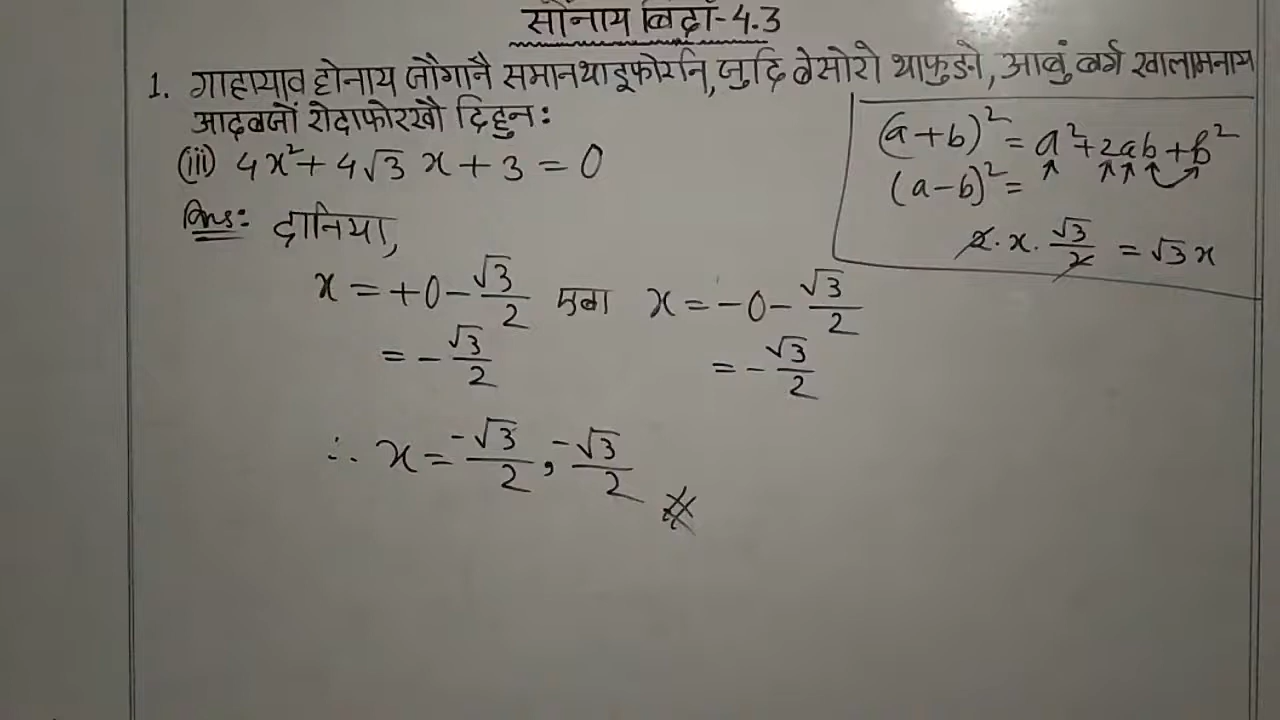 सोंनाय बिदां-4.3
1. गाहायाव होनाय जौगानै समानथाइफोरनि, जुदि बेसोरो थाफुङो, आबुं बर्ग खालामनाय
आदबजों रोदाफोरखौ दिहुन:
(iii) 4x² + 4√3 x + 3 = 0
Ans: दानिया,
x = +0 - √3/2 एबा x = -0 - √3/2
= - √3/2 = - √3/2
∴ x = -√3/2, -√3/2
(a+b)² = a² + 2ab + b²
(a-b)² =
2 · x · √3/2 = √3 x